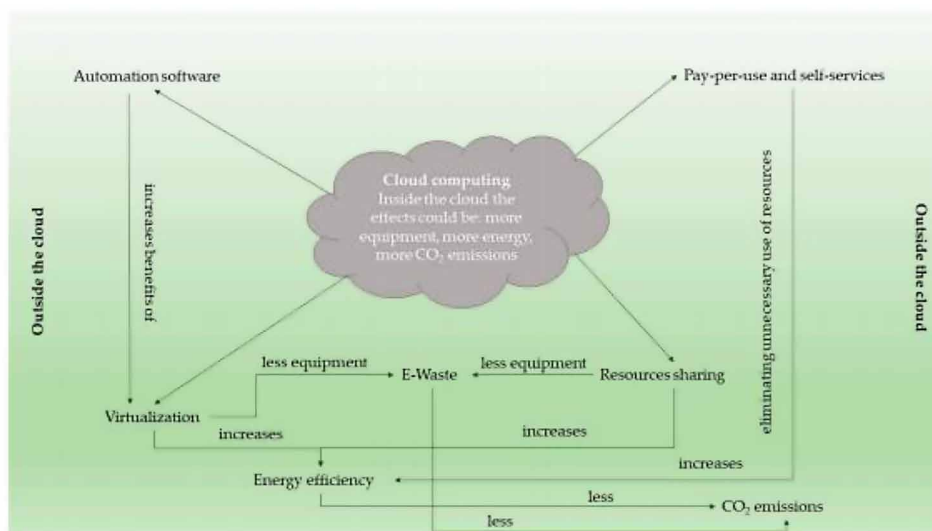 Automation software
Pay-per-use and self-services
Cloud computing
Inside the cloud the
effects could be: more
equipment, more energy,
more CO₂ emissions
Outside the cloud
increases benefits of
eliminating unnecessary use of resources
Outside the cloud
less equipment
E-Waste
less equipment
Resources sharing
Virtualization
increases
increases
Energy efficiency
increases
less
CO₂ emissions
less